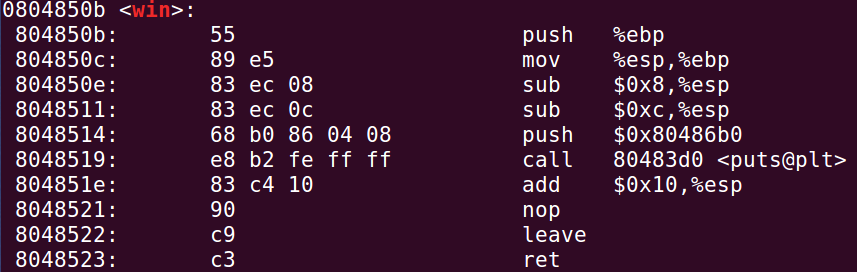 0804850b <win>:
 804850b:	55	push   %ebp
 804850c:	89 e5	mov    %esp,%ebp
 804850e:	83 ec 08	sub    $0x8,%esp
 8048511:	83 ec 0c	sub    $0xc,%esp
 8048514:	68 b0 86 04 08	push   $0x80486b0
 8048519:	e8 b2 fe ff ff	call   80483d0 <puts@plt>
 804851e:	83 c4 10	add    $0x10,%esp
 8048521:	90	nop
 8048522:	c9	leave
 8048523:	c3	ret